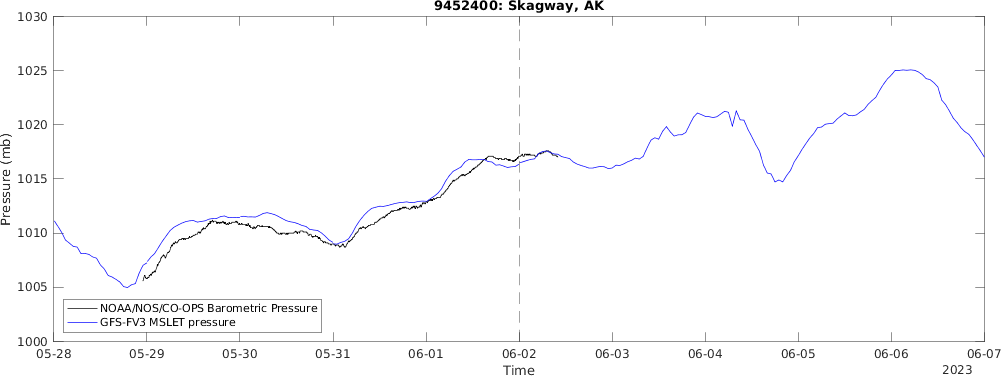 9452400: Skagway, AK
Pressure (mb)
1030
1025
1020
1015
1010
1005
1000
NOAA/NOS/CO-OPS Barometric Pressure
GFS-FV3 MSLET pressure
05-28 05-29 05-30 05-31 06-01 06-02 06-03 06-04 06-05 06-06 06-07
Time
2023